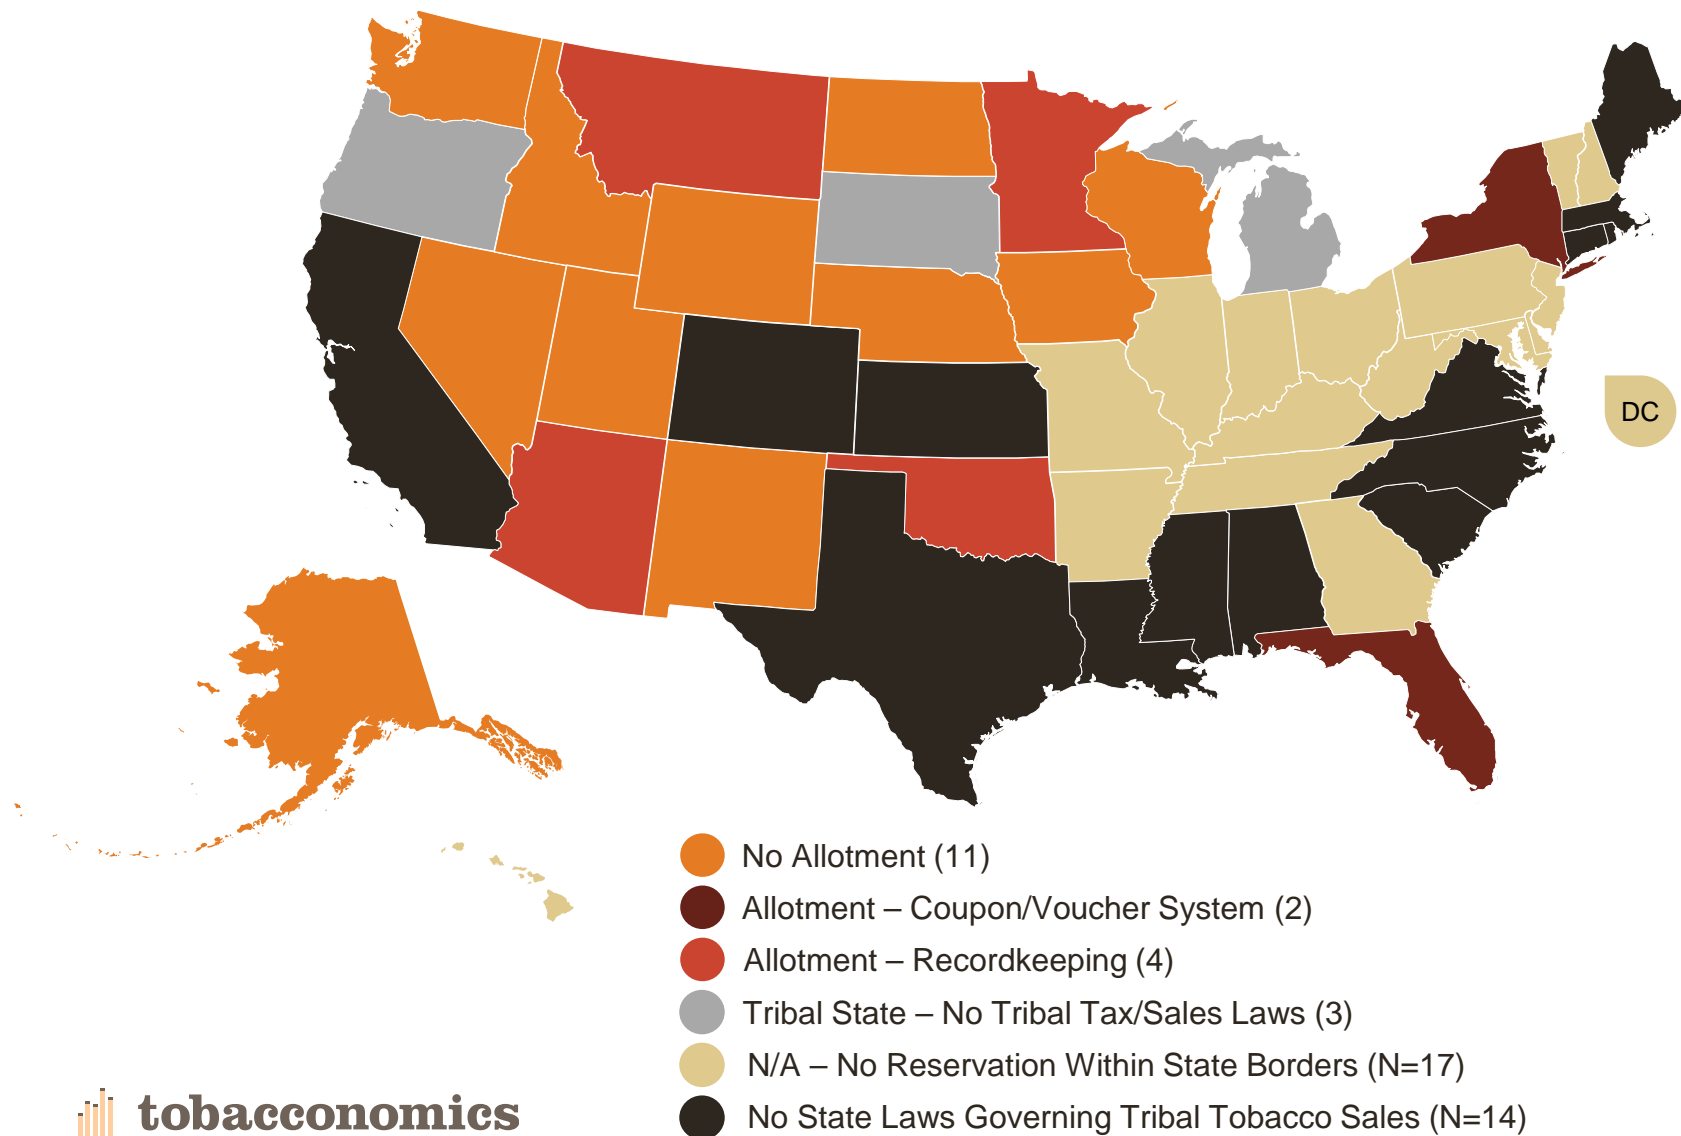 DC
No Allotment (11)
Allotment – Coupon/Voucher System (2)
Allotment – Recordkeeping (4)
Tribal State – No Tribal Tax/Sales Laws (3)
N/A – No Reservation Within State Borders (N=17)
No State Laws Governing Tribal Tobacco Sales (N=14)
tobacconomics